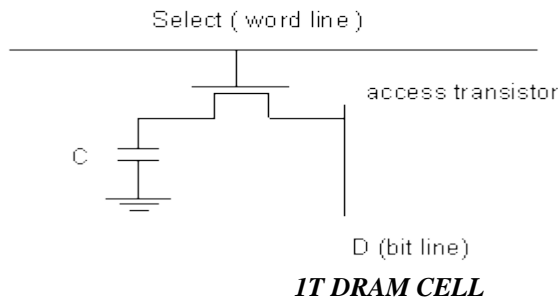 Select ( word line )
access transistor
C
D (bit line)
1T DRAM CELL